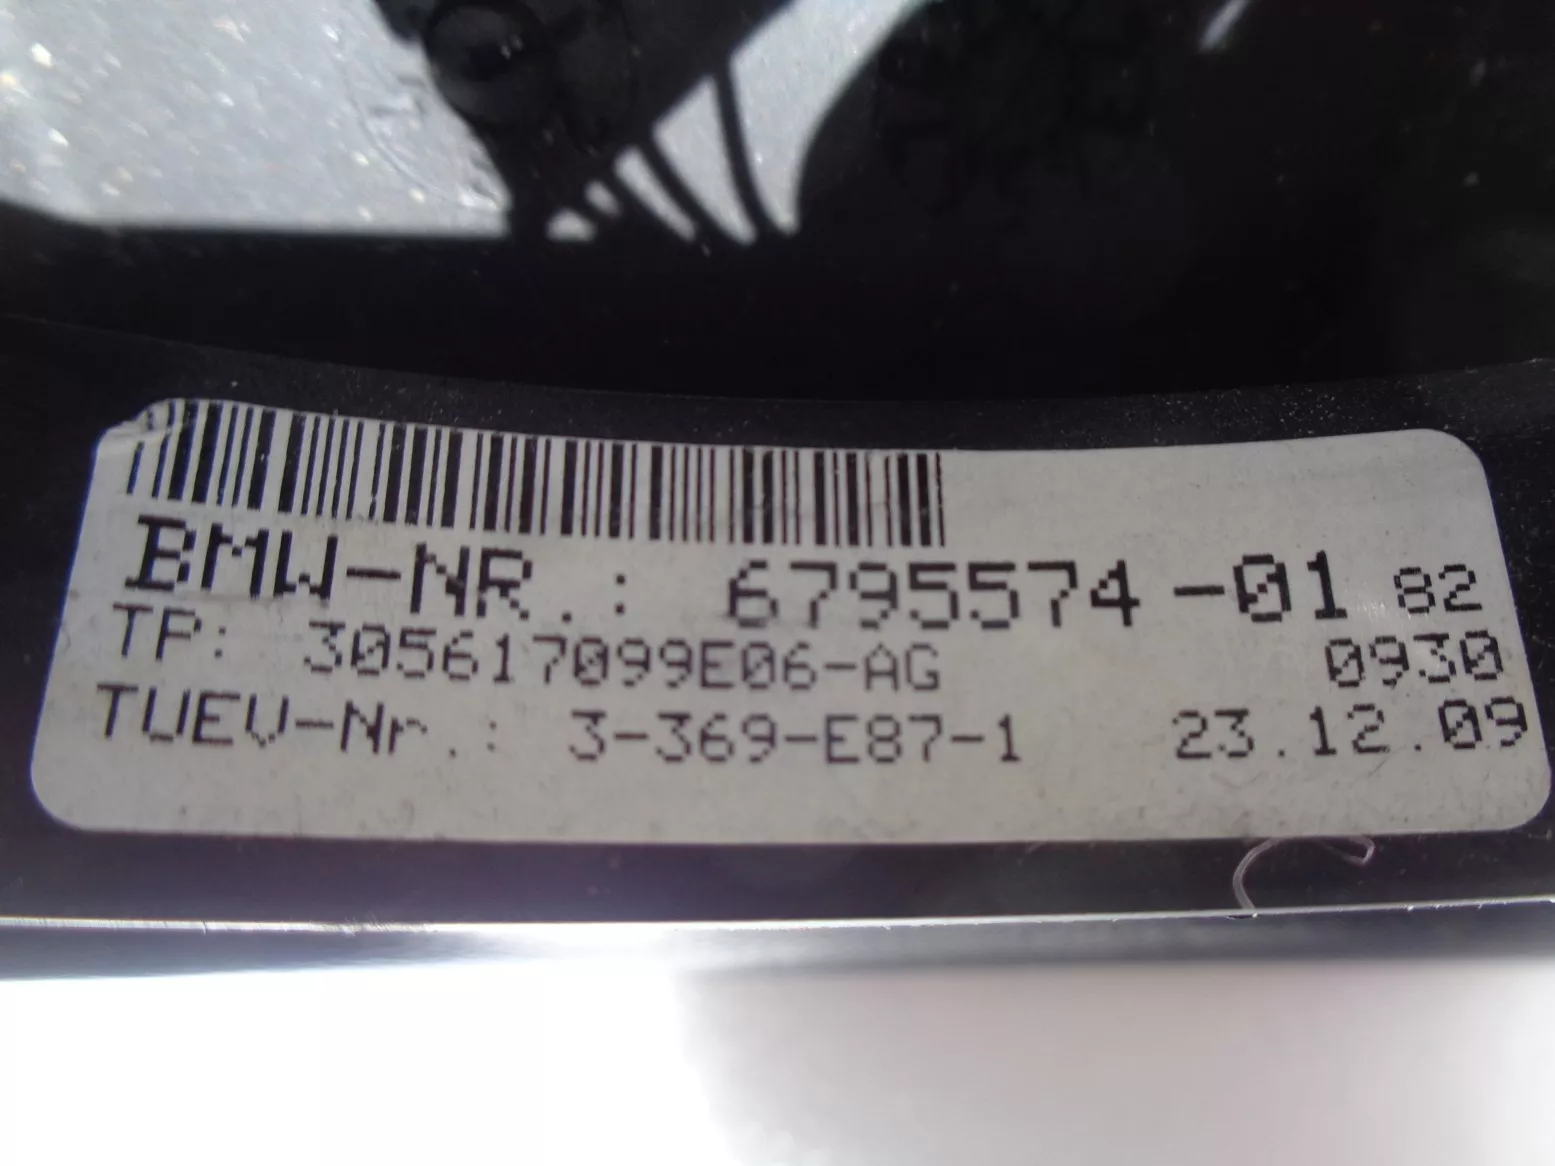 BMW-NR.: 6795574-01 82
TP: 305617099E06-AG 0930
TUEV-Nr.: 3-369-E87-1 23.12.09